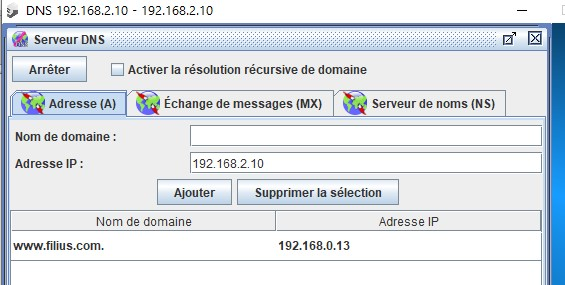 DNS 192.168.2.10 - 192.168.2.10
Serveur DNS
Arrêter
Activer la résolution récursive de domaine
Adresse (A)
Échange de messages (MX)
Serveur de noms (NS)
Nom de domaine :
Adresse IP :
192.168.2.10
Ajouter
Supprimer la sélection
Nom de domaine
Adresse IP
www.filius.com.
192.168.0.13